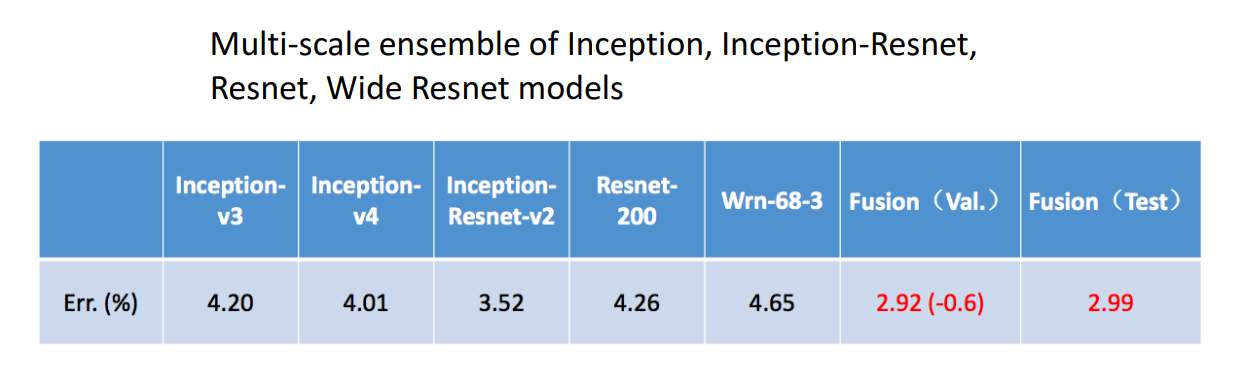 Multi-scale ensemble of Inception, Inception-Resnet,
Resnet, Wide Resnet models
Inception-v3 Inception-v4 Inception-Resnet-v2 Resnet-200 Wrn-68-3 Fusion（Val.） Fusion（Test）
Err. (%) 4.20 4.01 3.52 4.26 4.65 2.92 (-0.6) 2.99